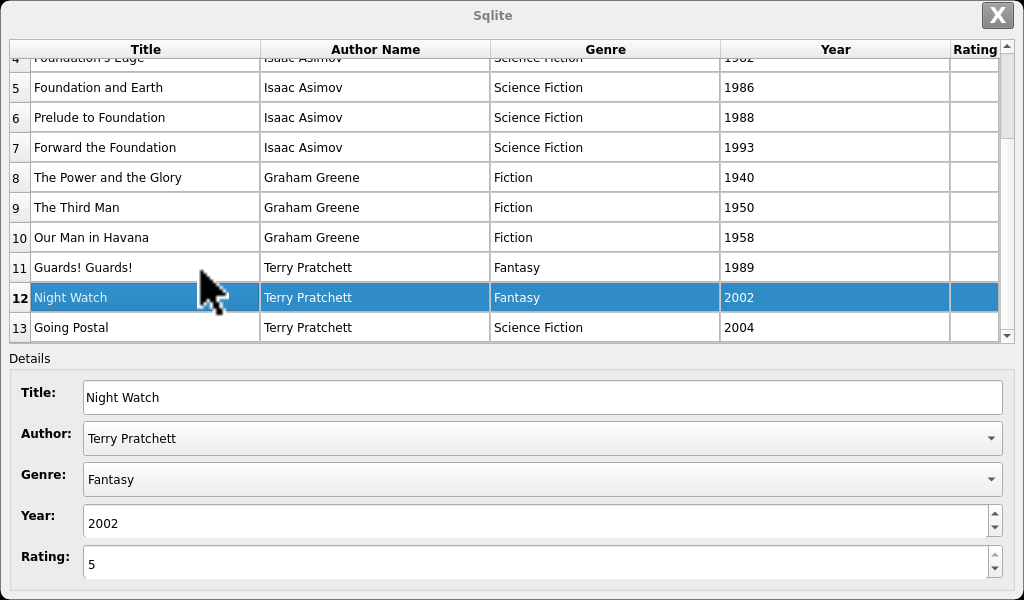 Sqlite
X
Title Author Name Genre Year Rating
4 Foundation's Edge Isaac Asimov Science Fiction 1982
5 Foundation and Earth Isaac Asimov Science Fiction 1986
6 Prelude to Foundation Isaac Asimov Science Fiction 1988
7 Forward the Foundation Isaac Asimov Science Fiction 1993
8 The Power and the Glory Graham Greene Fiction 1940
9 The Third Man Graham Greene Fiction 1950
10 Our Man in Havana Graham Greene Fiction 1958
11 Guards! Guards! Terry Pratchett Fantasy 1989
12 Night Watch Terry Pratchett Fantasy 2002
13 Going Postal Terry Pratchett Science Fiction 2004
Details
Title: Night Watch
Author: Terry Pratchett
Genre: Fantasy
Year: 2002
Rating: 5